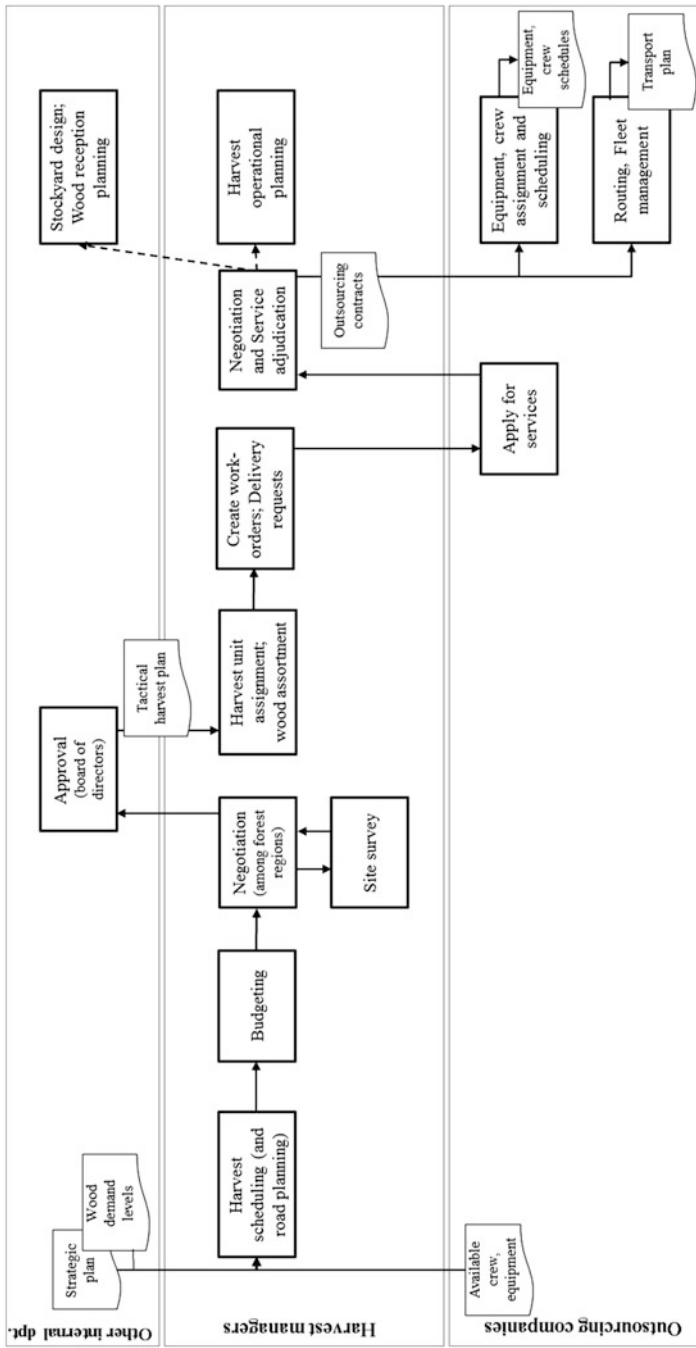 Other internal dpt.
Strategic
plan
Wood
demand
levels
Approval
(board of
directors)
Tactical
harvest plan
Stockyard design;
Wood reception
planning
Harvest managers
Harvest
scheduling (and
road planning)
Budgeting
Negotiation
(among forest
regions)
Site survey
Harvest unit
assignment;
wood assortment
Create work-
orders; Delivery
requests
Negotiation
and Service
adjudication
Harvest
operational
planning
Outsourcing
contracts
Outsourcing companies
Available
crew,
equipment
Apply for
services
Equipment, crew
assignment and
scheduling
Equipment,
crew
schedules
Routing, Fleet
management
Transport
plan